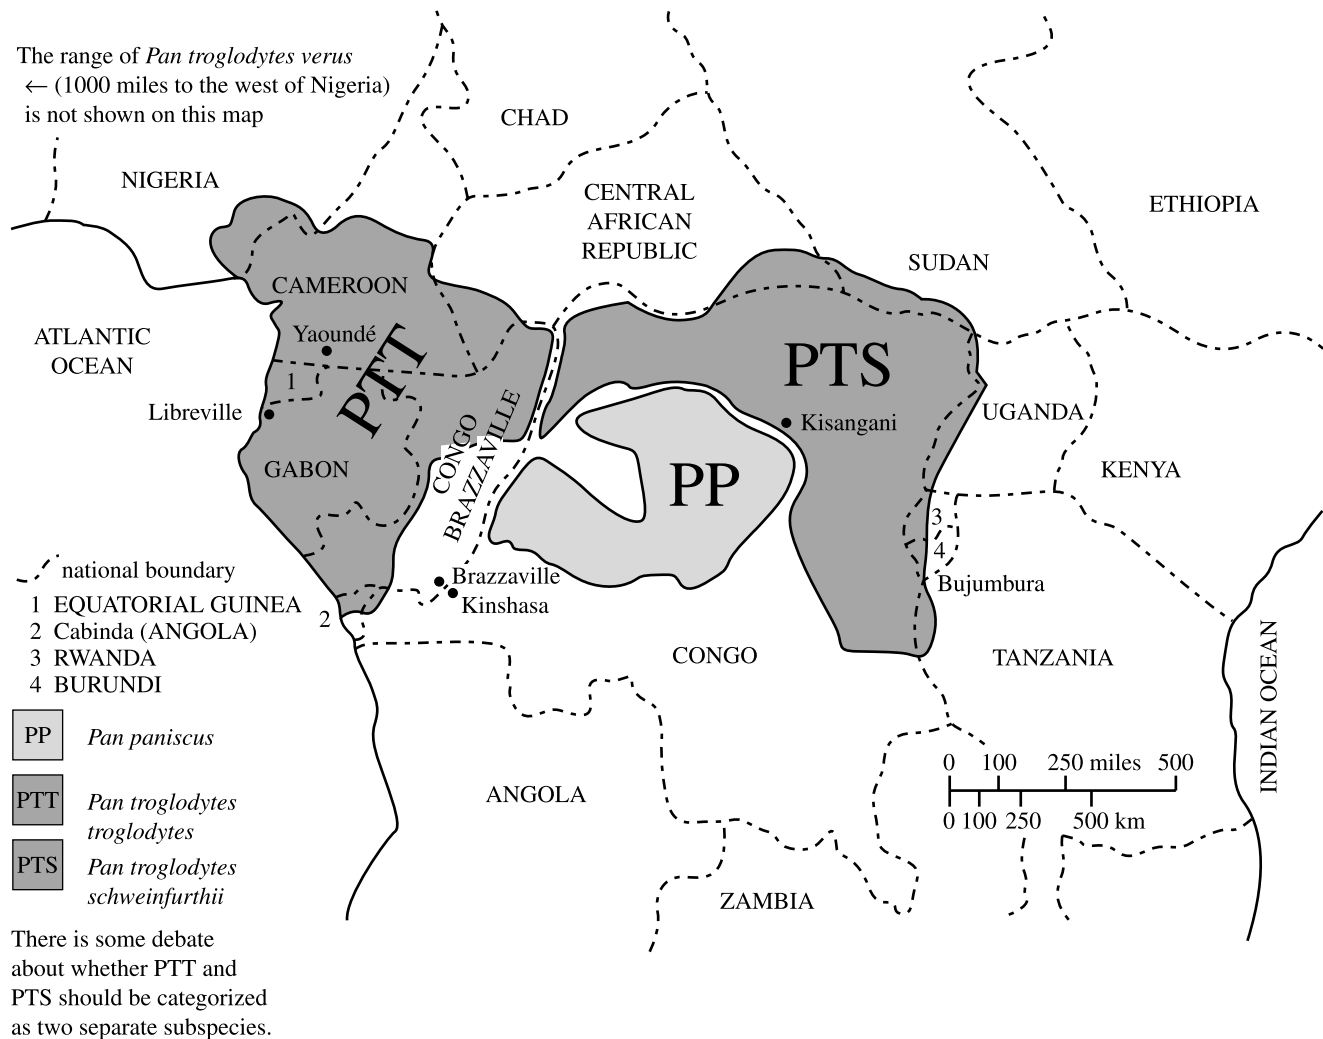 The range of Pan troglodytes verus
← (1000 miles to the west of Nigeria)
is not shown on this map
CHAD
NIGERIA
CENTRAL
AFRICAN
REPUBLIC
ETHIOPIA
SUDAN
CAMEROON
ATLANTIC
OCEAN
Yaoundé
PTT
PTS
1
Libreville
Kisangani
UGANDA
GABON
CONGO
BRAZZAVILLE
PP
KENYA
3
4
Brazzaville
Kinshasa
Bujumbura
2
CONGO
TANZANIA
INDIAN OCEAN
ANGOLA
ZAMBIA
0 100 250 miles 500
0 100 250 500 km
national boundary
1 EQUATORIAL GUINEA
2 Cabinda (ANGOLA)
3 RWANDA
4 BURUNDI
PP Pan paniscus
PTT Pan troglodytes
troglodytes
PTS Pan troglodytes
schweinfurthii
There is some debate
about whether PTT and
PTS should be categorized
as two separate subspecies.